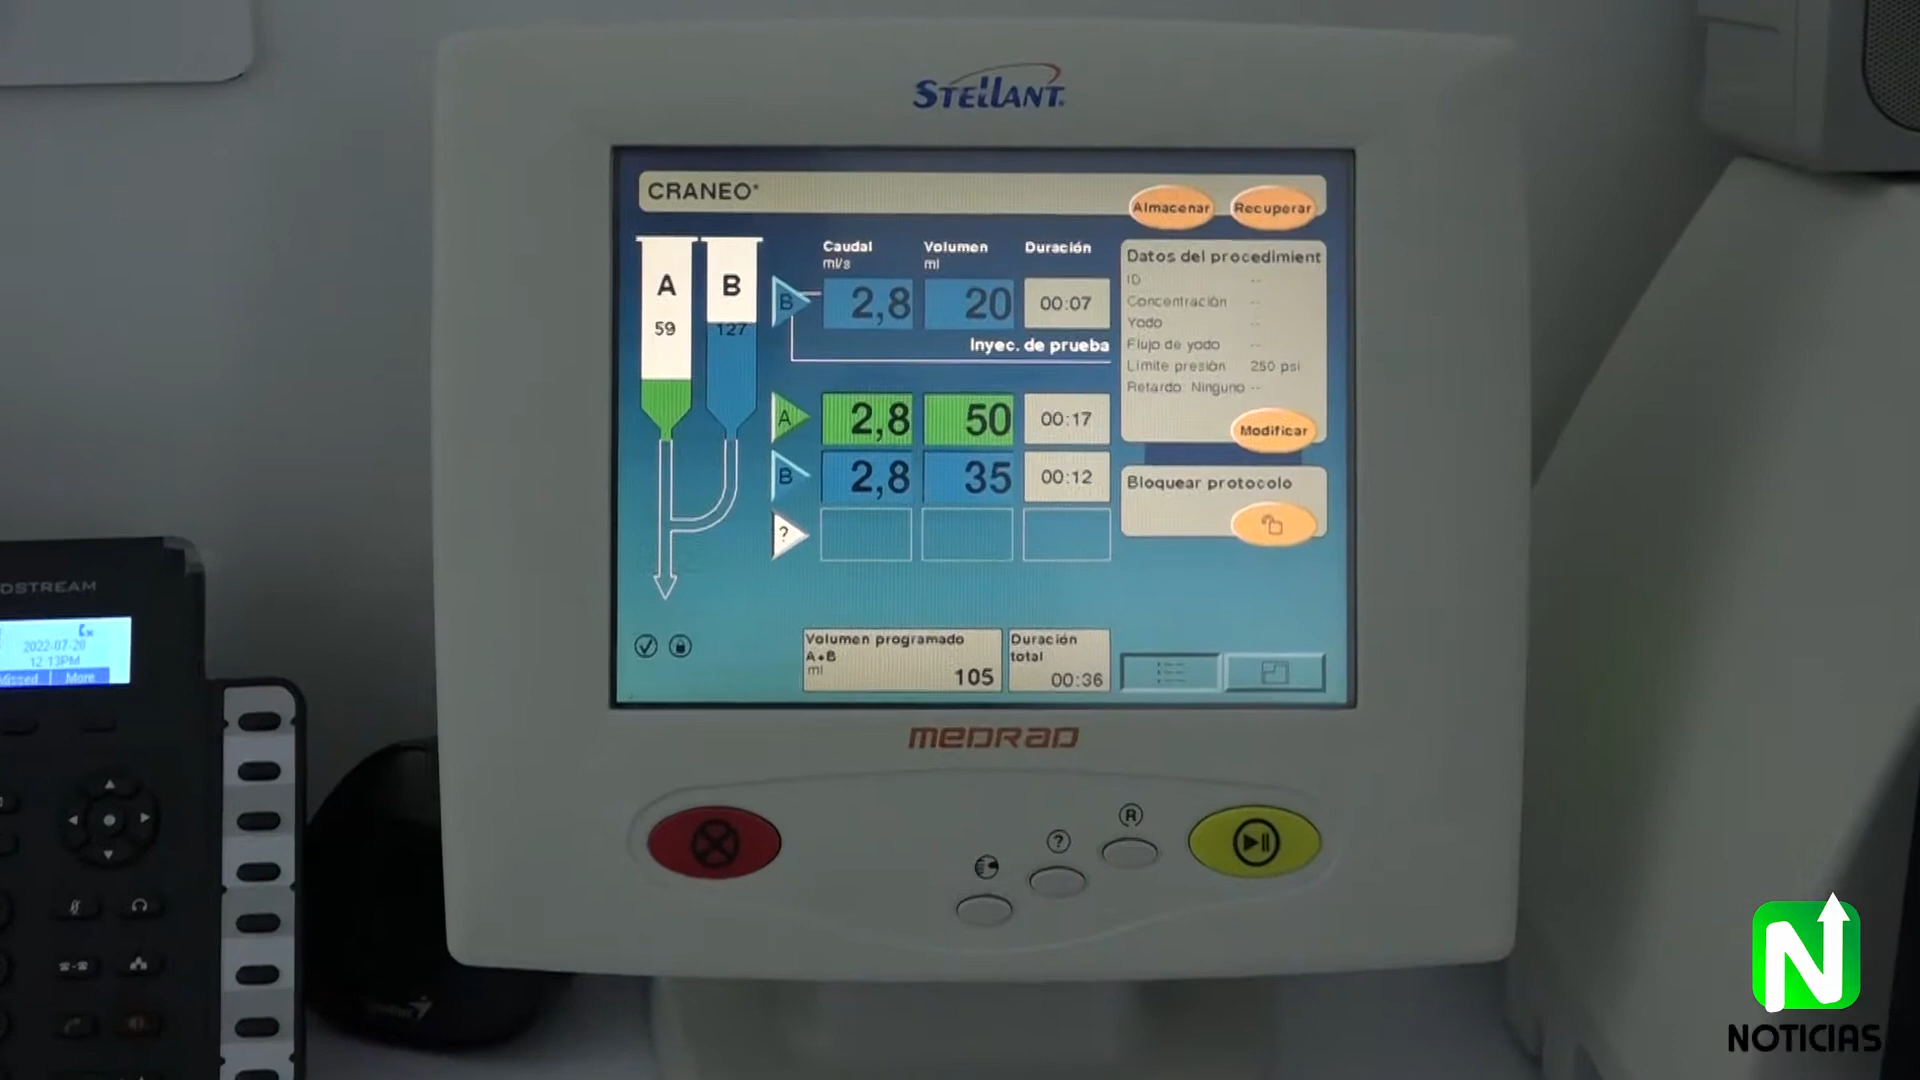 STELLANT
CRANEO*
Almacenar
Recuperar
A
59
B
127
Caudal
ml/s
Volumen
ml
Duración
B
2,8
20
00:07
Inyec. de prueba
A
2,8
50
00:17
B
2,8
35
00:12
?
Datos del procedimient
ID --
Concentración --
Yodo --
Flujo de yodo --
Límite presión 250 psi
Retardo: Ninguno --
Modificar
Bloquear protocolo
Volumen programado
A+B
ml
105
Duración
total
00:36
MEDRAD
?
R
DSTREAM
2022-07-28
12:13PM
Missed
More
N
NOTICIAS